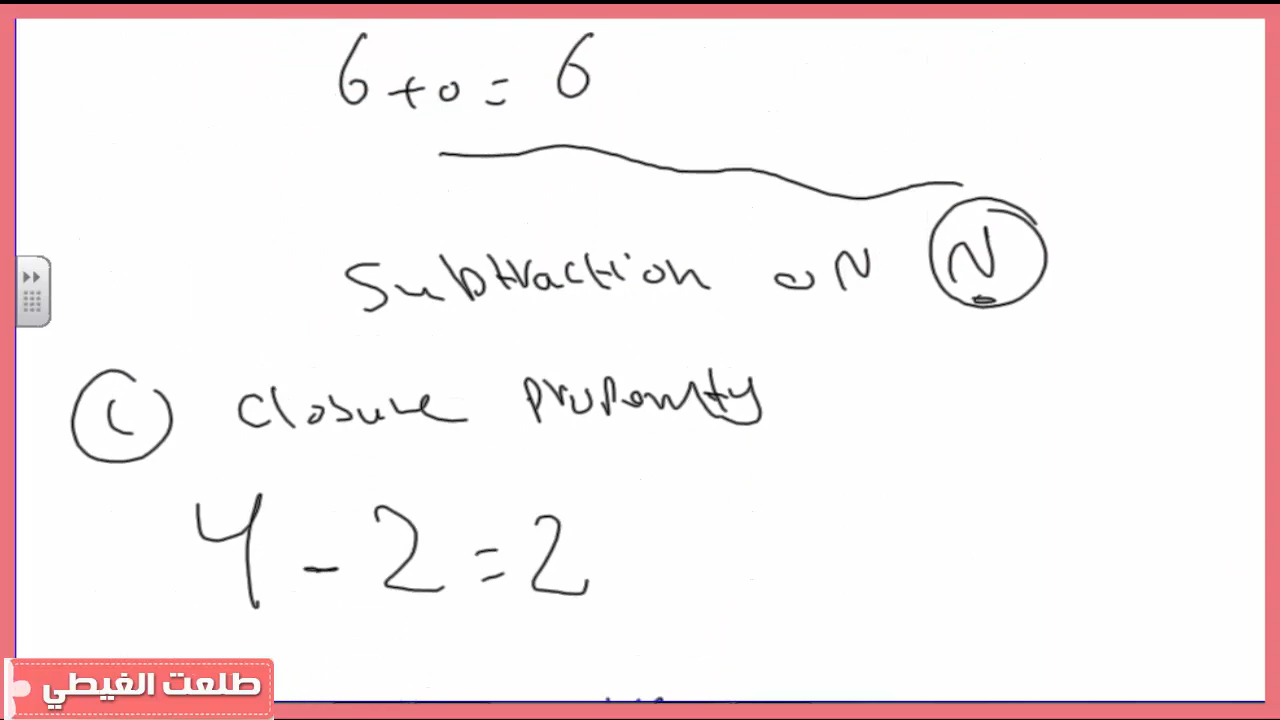 6 + 0 = 6
Subtraction on N
C closure property
4 - 2 = 2
طلعت الغيطي